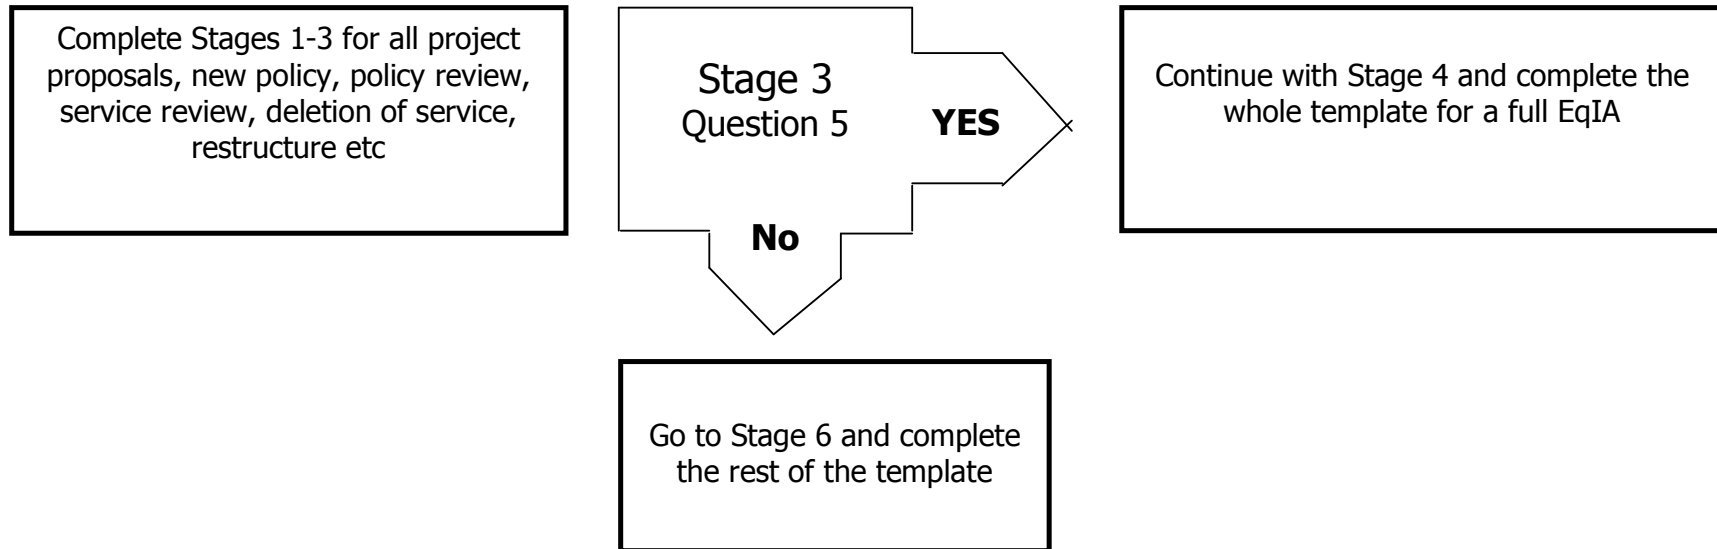 Complete Stages 1-3 for all project
proposals, new policy, policy review,
service review, deletion of service,
restructure etc
Stage 3
Question 5
YES
No
Continue with Stage 4 and complete the
whole template for a full EqIA
Go to Stage 6 and complete
the rest of the template